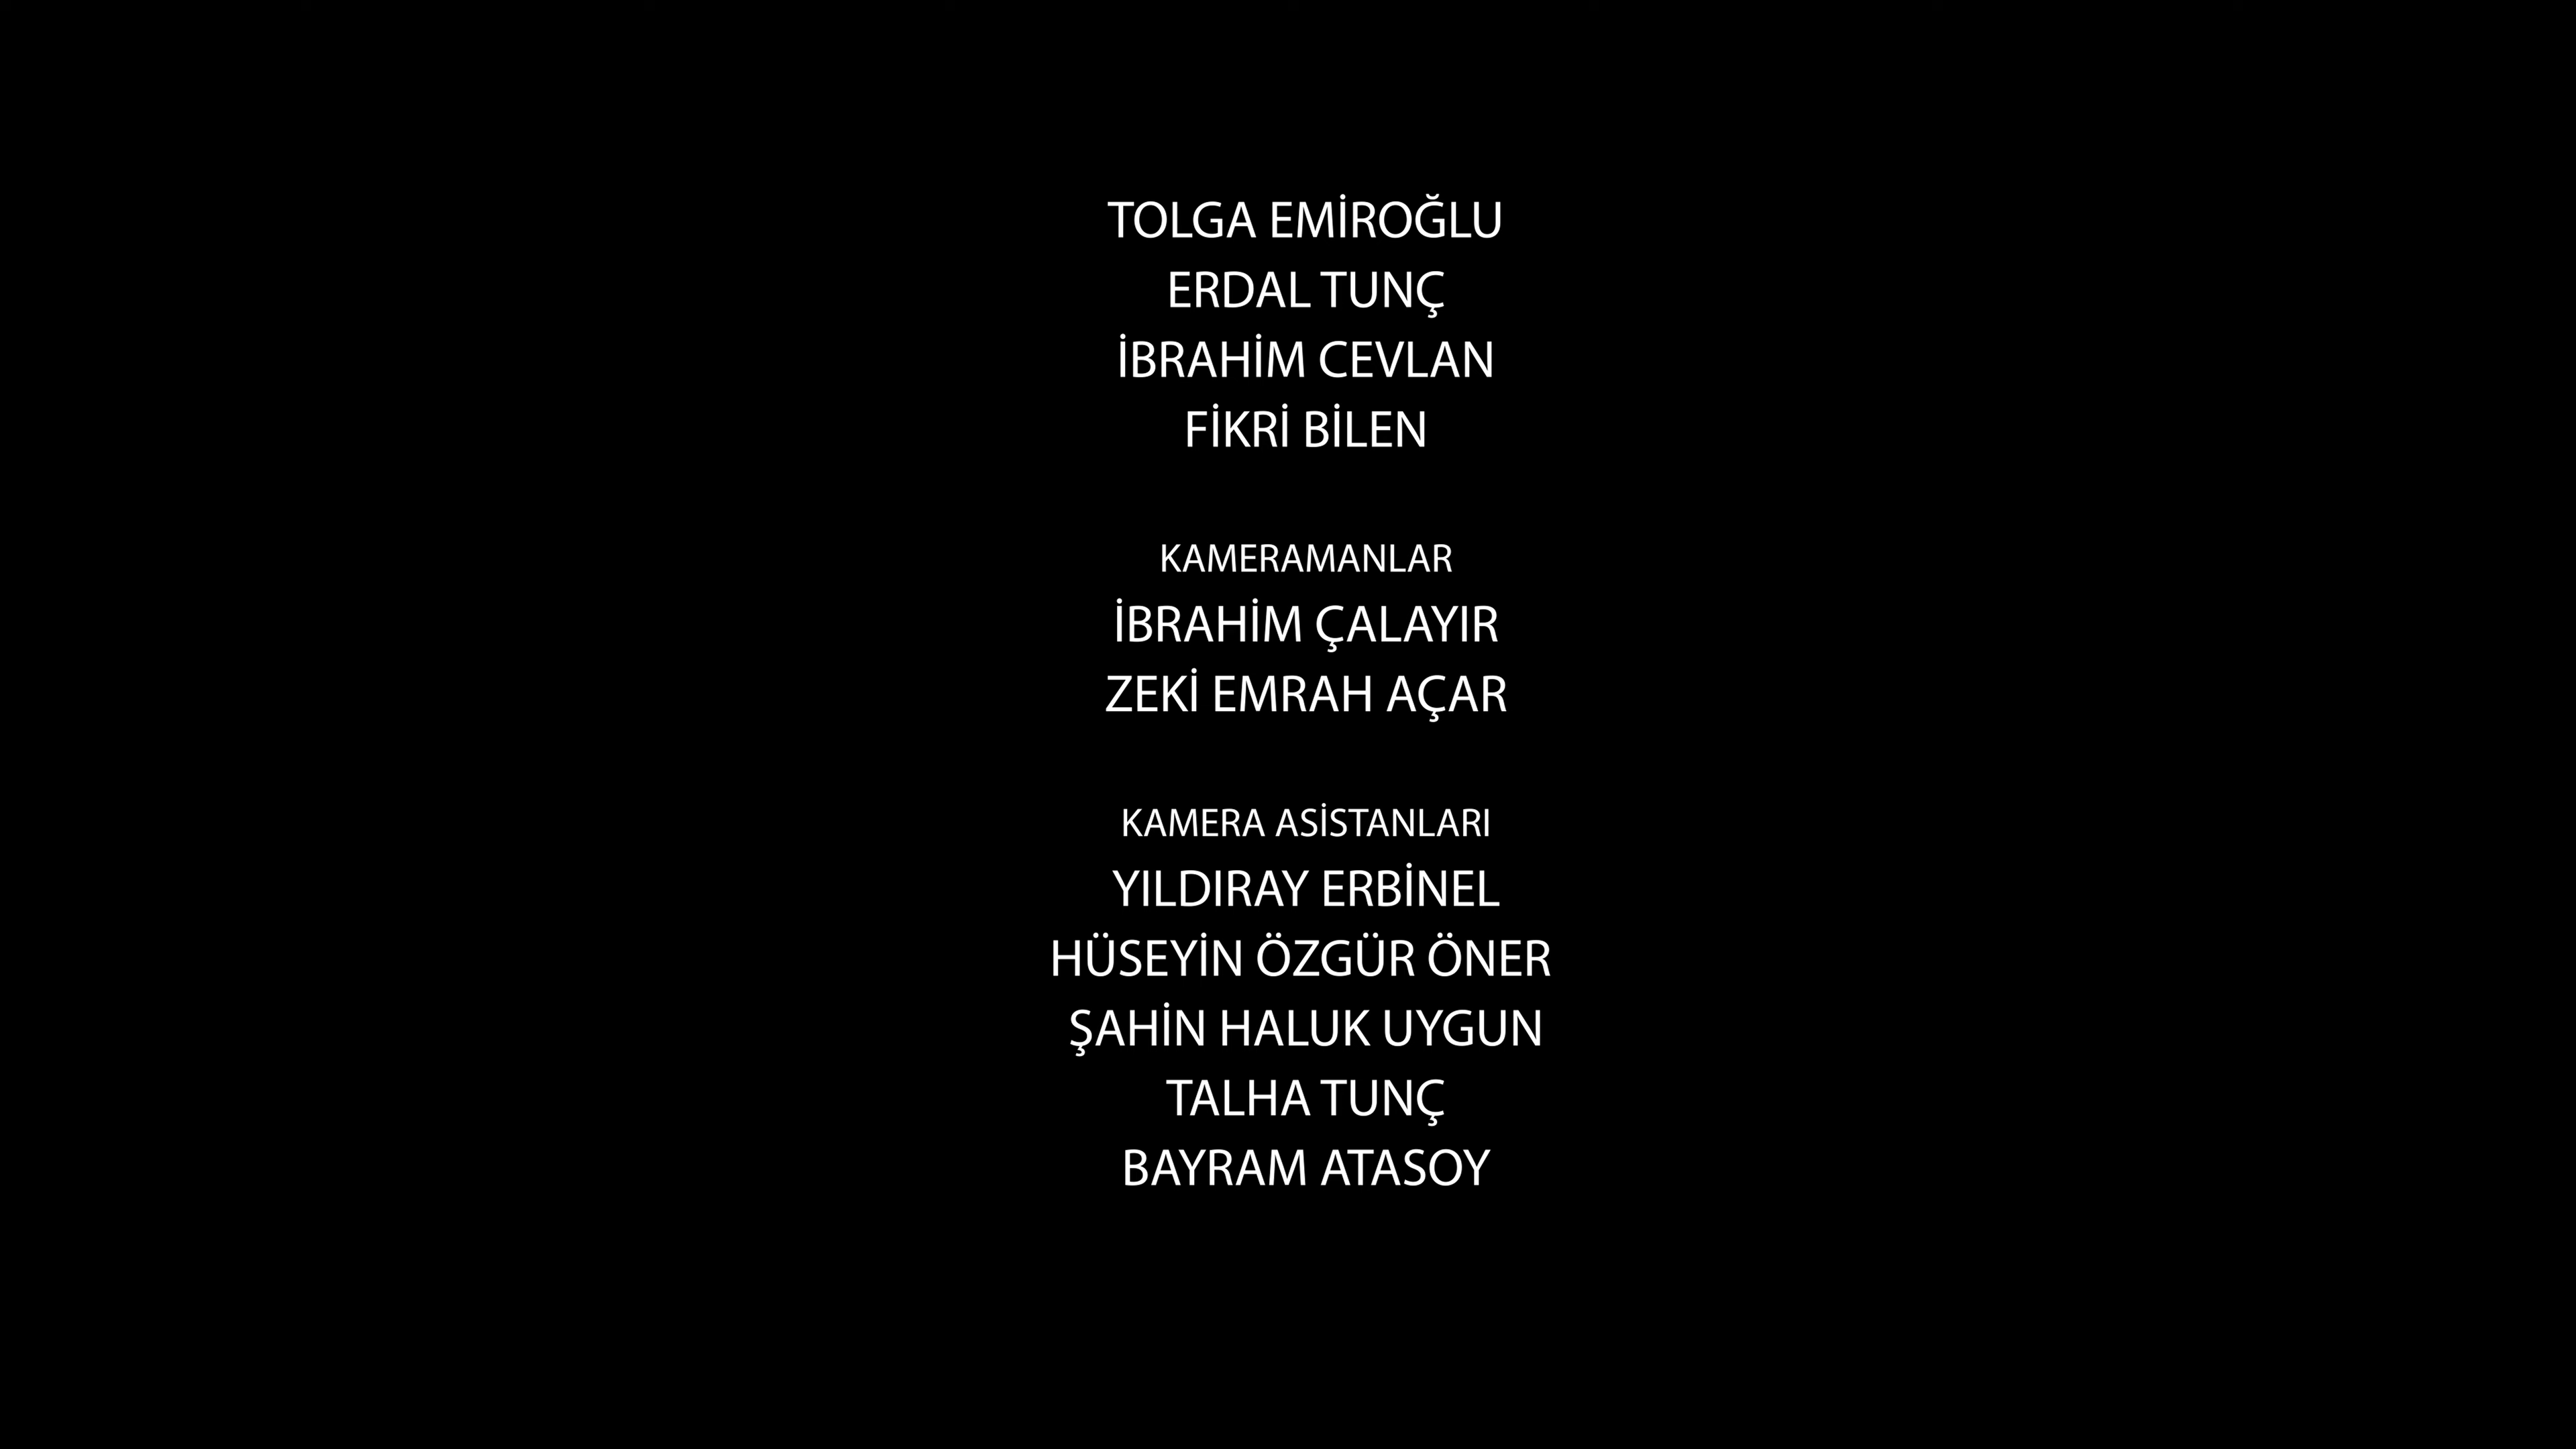 TOLGA EMİROĞLU
ERDAL TUNÇ
İBRAHİM CEVLAN
FİKRİ BİLEN
KAMERAMANLAR
İBRAHİM ÇALAYIR
ZEKİ EMRAH AÇAR
KAMERA ASİSTANLARI
YILDIRAY ERBİNEL
HÜSEYİN ÖZGÜR ÖNER
ŞAHİN HALUK UYGUN
TALHA TUNÇ
BAYRAM ATASOY